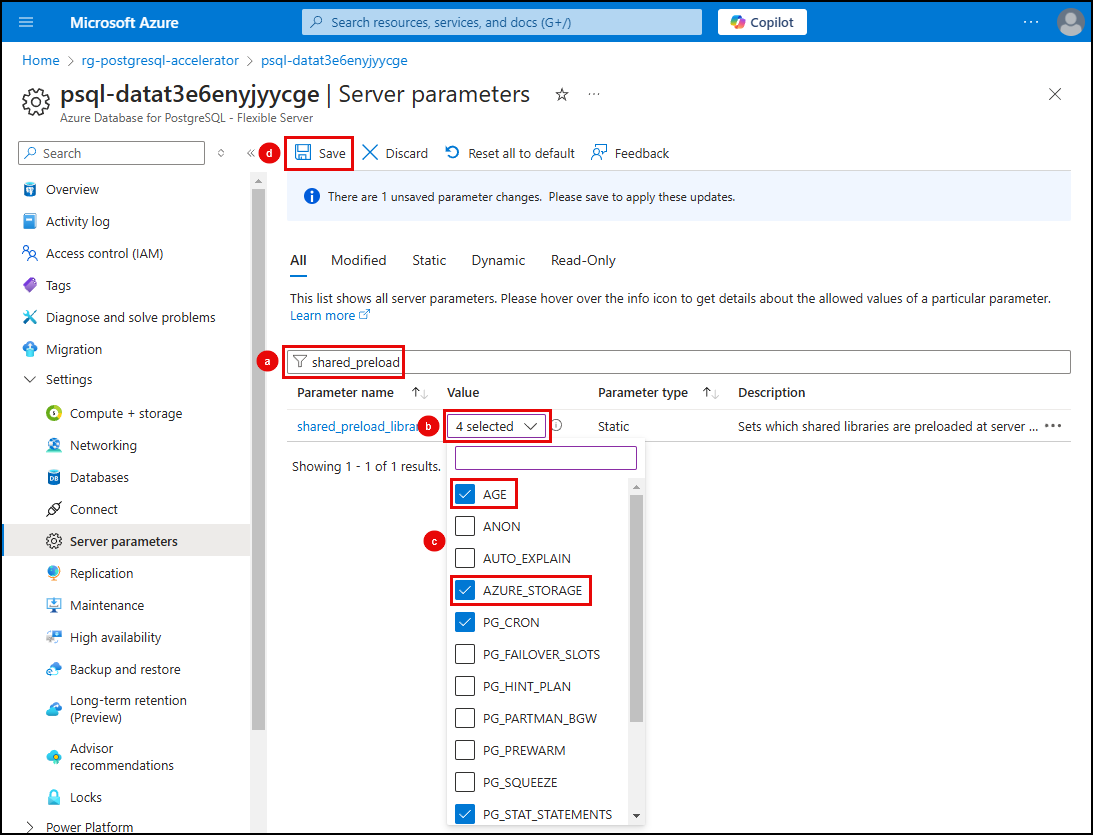 Microsoft Azure
Search resources, services, and docs (G+/)
Copilot
Home > rg-postgresql-accelerator > psql-datat3e6enyjyycge
psql-datat3e6enyjyycge | Server parameters
Azure Database for PostgreSQL - Flexible Server
Search
d
Save
Discard
Reset all to default
Feedback
There are 1 unsaved parameter changes. Please save to apply these updates.
Overview
Activity log
Access control (IAM)
Tags
Diagnose and solve problems
Migration
Settings
Compute + storage
Networking
Databases
Connect
Server parameters
Replication
Maintenance
High availability
Backup and restore
Long-term retention
(Preview)
Advisor
recommendations
Locks
Power Platform
All
Modified
Static
Dynamic
Read-Only
This list shows all server parameters. Please hover over the info icon to get details about the allowed values of a particular parameter.
Learn more
a
shared_preload
Parameter name
Value
Parameter type
Description
shared_preload_librar
b
4 selected
Static
Sets which shared libraries are preloaded at server ...
Showing 1 - 1 of 1 results.
AGE
ANON
c
AUTO_EXPLAIN
AZURE_STORAGE
PG_CRON
PG_FAILOVER_SLOTS
PG_HINT_PLAN
PG_PARTMAN_BGW
PG_PREWARM
PG_SQUEEZE
PG_STAT_STATEMENTS